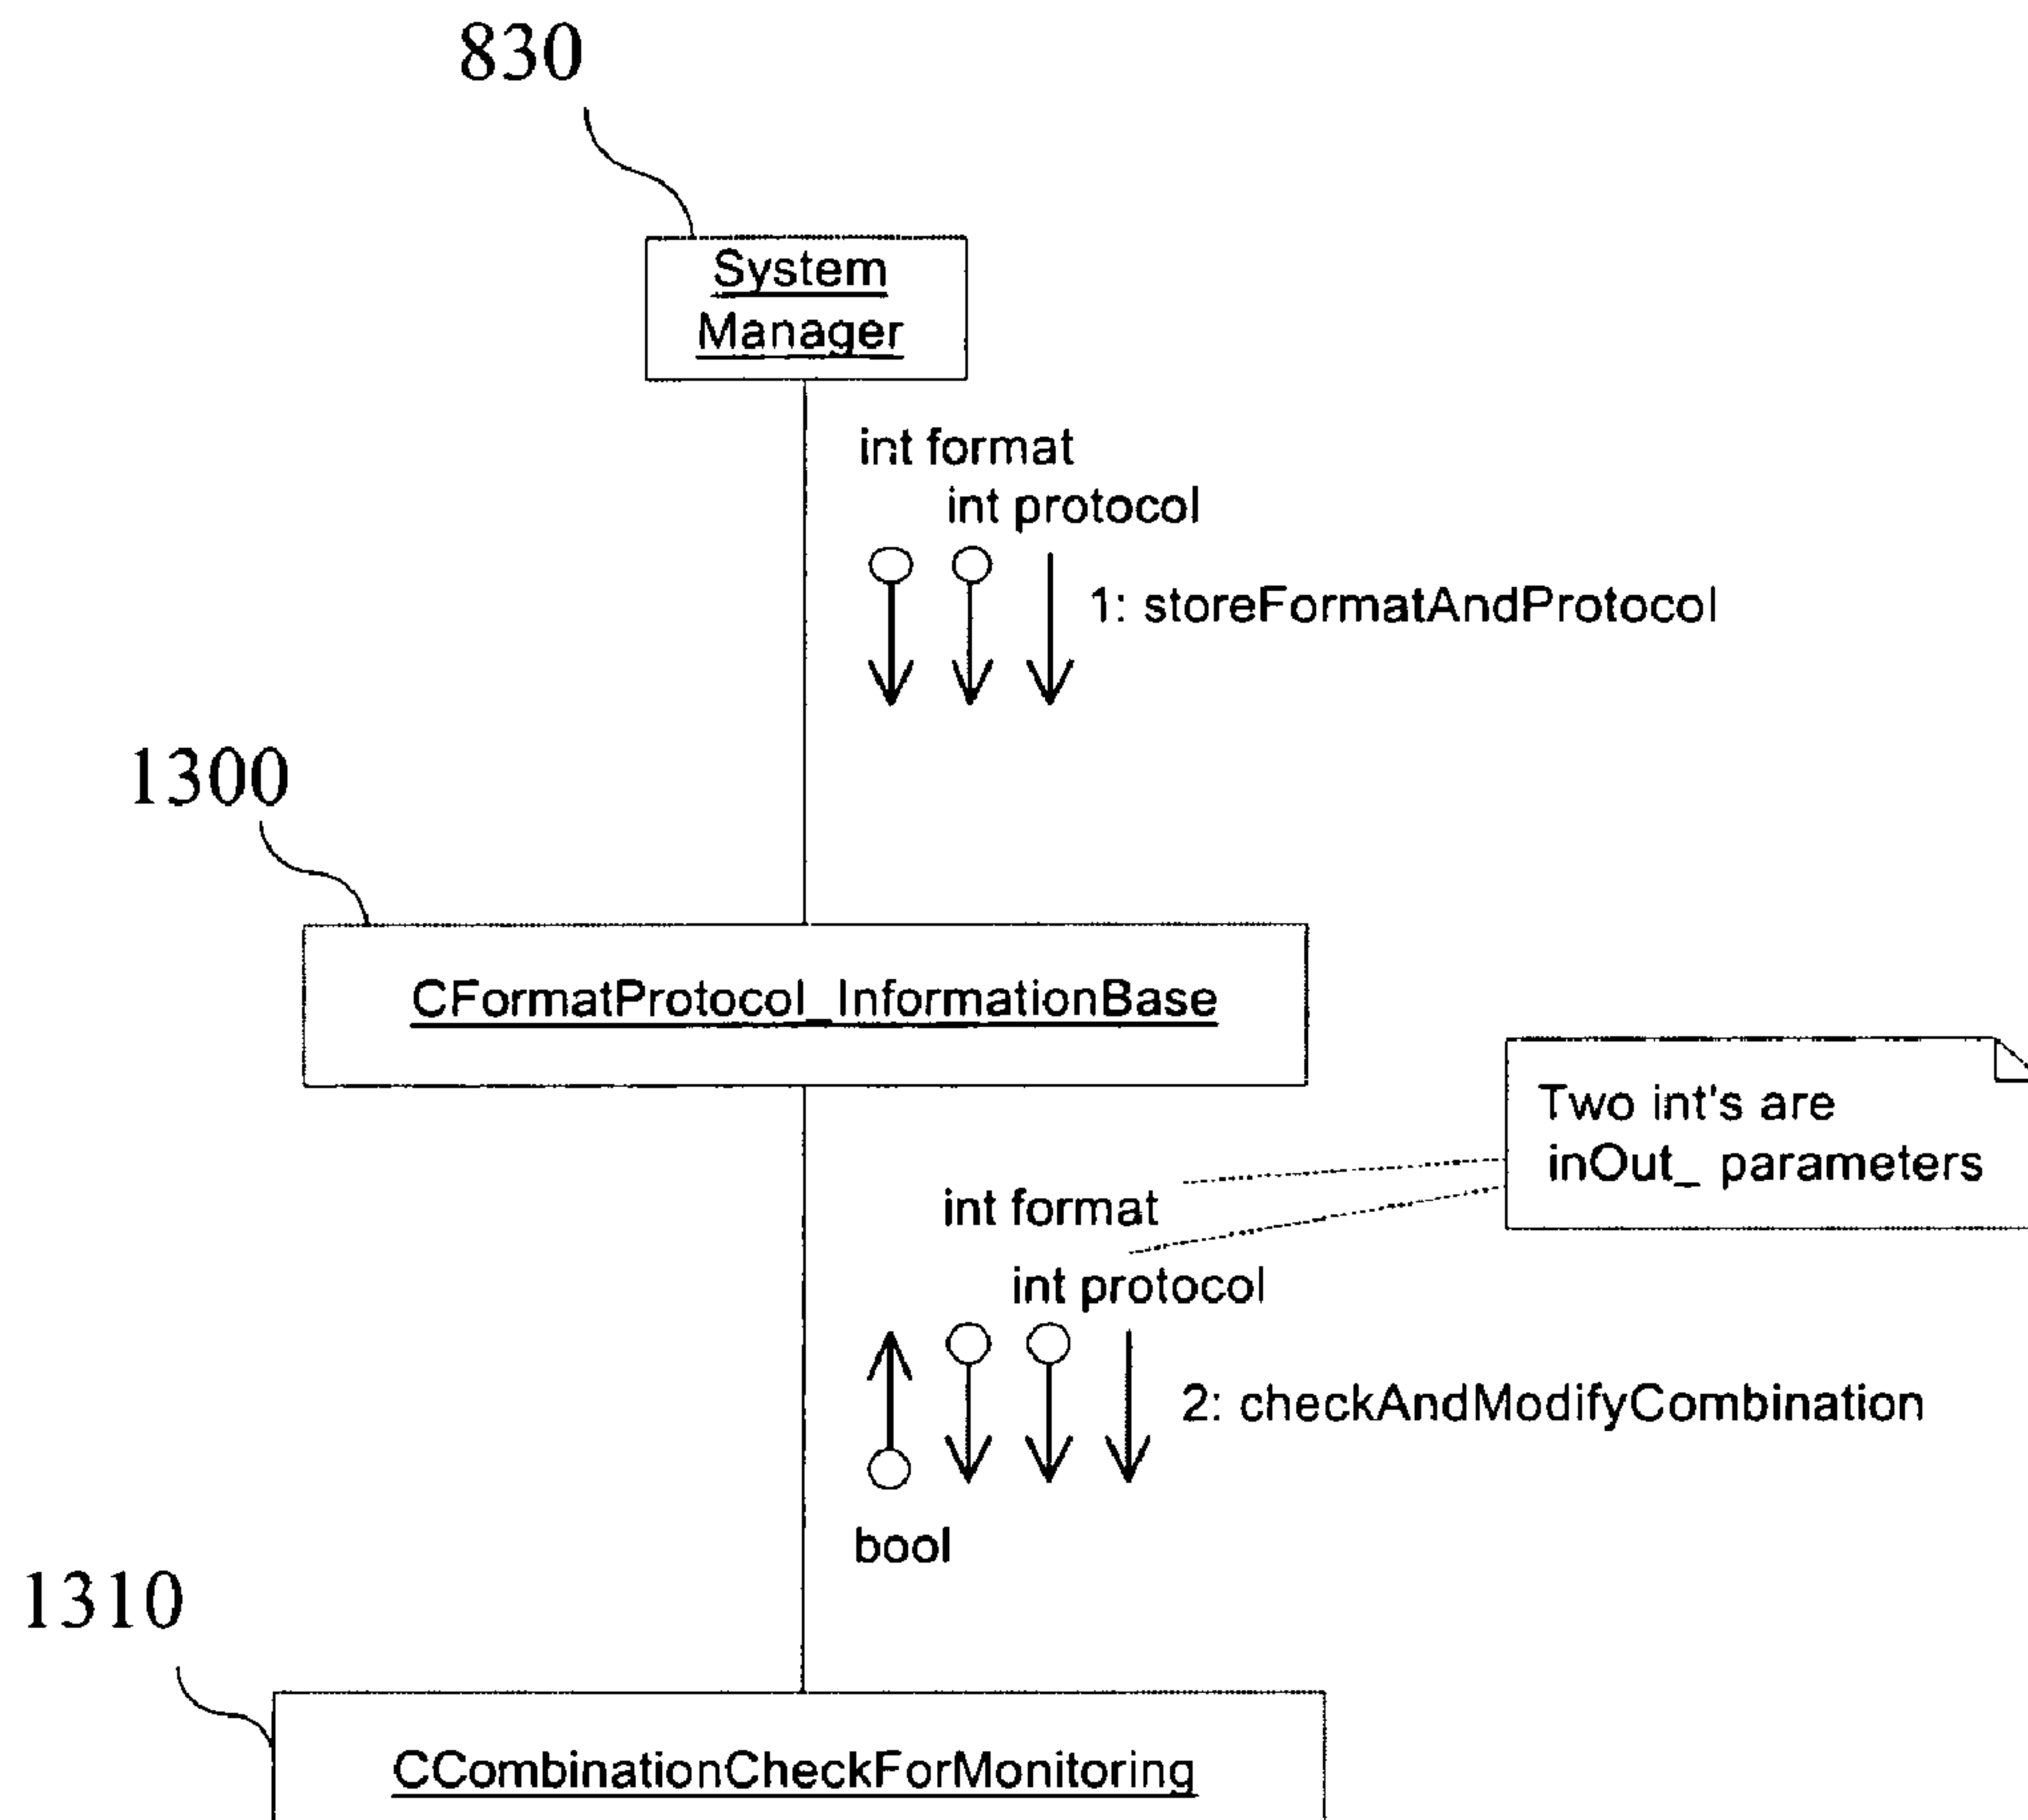 830
System
Manager
int format
int protocol
1: storeFormatAndProtocol
1300
CFormatProtocol_InformationBase
Two int's are
inOut_ parameters
int format
int protocol
2: checkAndModifyCombination
bool
1310
CCombinationCheckForMonitoring